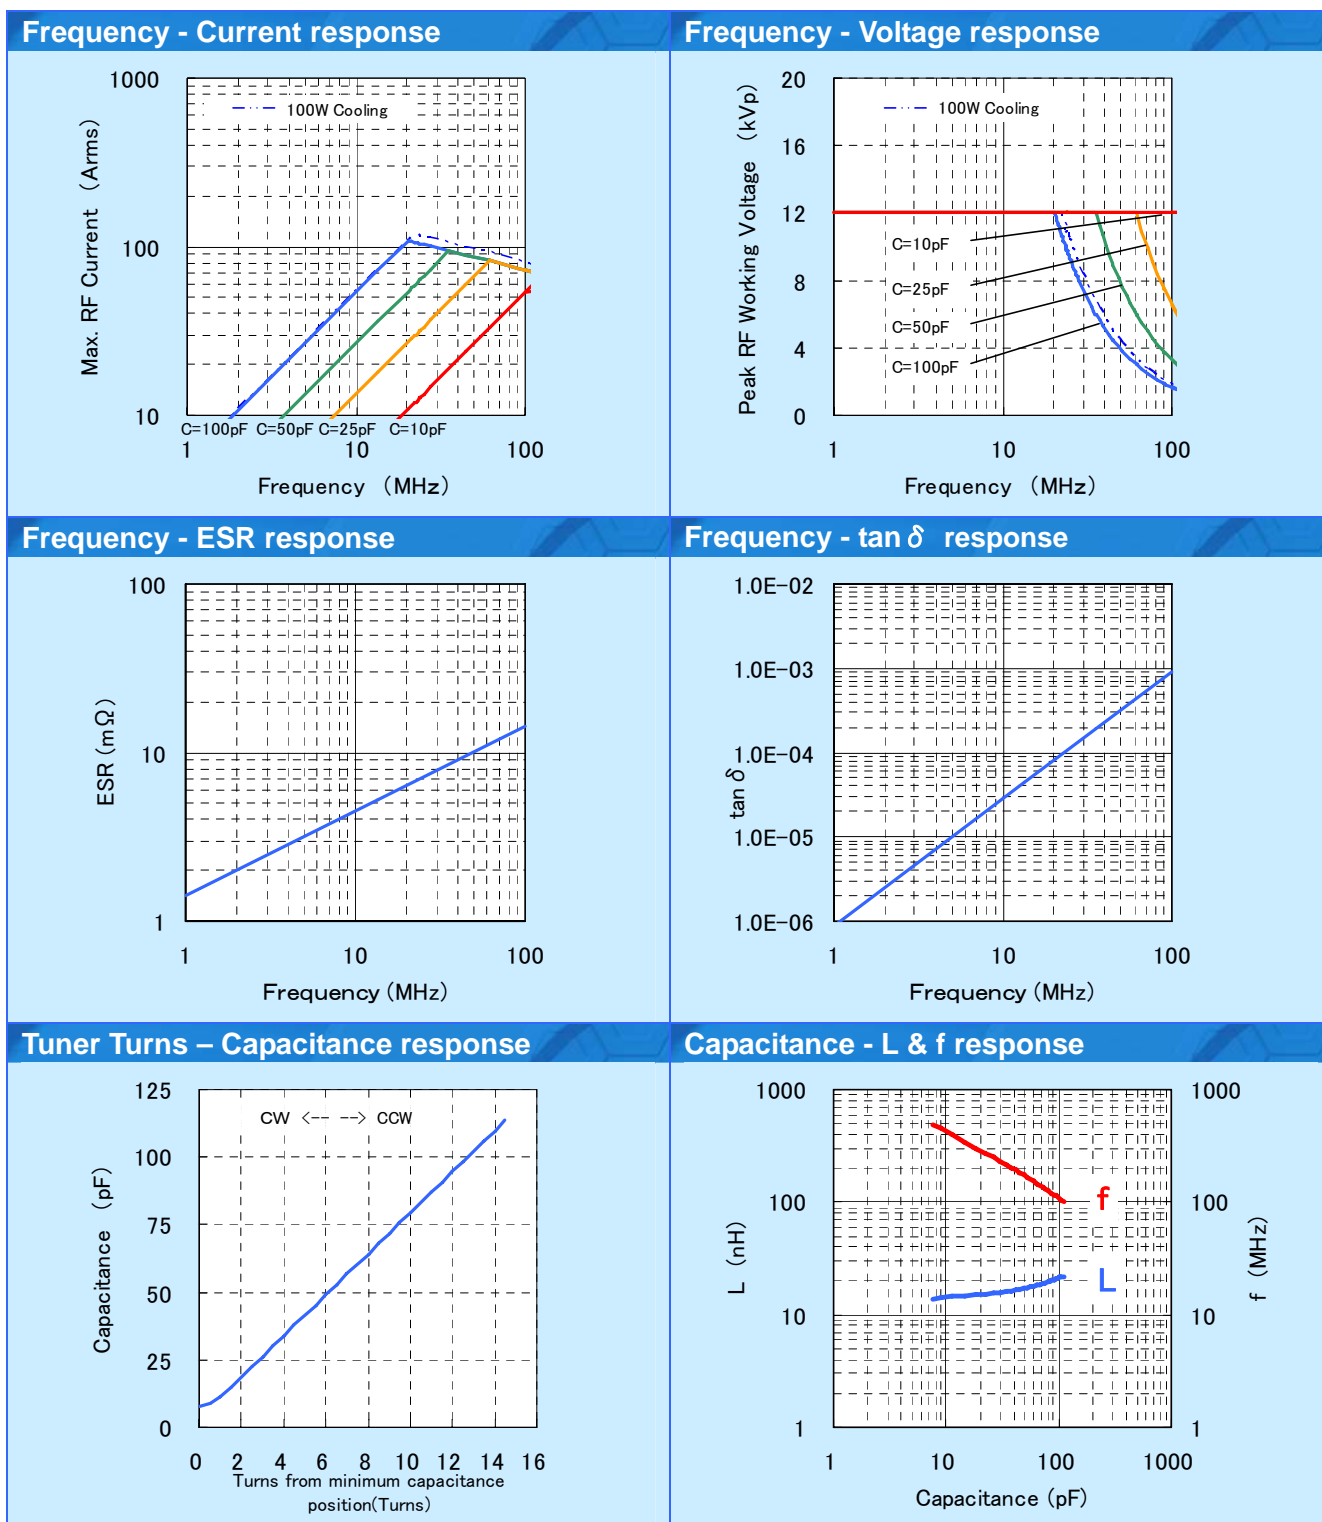 Frequency - Current response
1000
100
10
Max. RF Current (Arms)
100W Cooling
C=100pF C=50pF C=25pF C=10pF
1 10 100
Frequency (MHz)
Frequency - Voltage response
20
16
12
8
4
0
Peak RF Working Voltage (kVp)
100W Cooling
C=10pF
C=25pF
C=50pF
C=100pF
1 10 100
Frequency (MHz)
Frequency - ESR response
100
10
1
ESR (mΩ)
1 10 100
Frequency (MHz)
Frequency - tan δ response
1.0E-02
1.0E-03
1.0E-04
1.0E-05
1.0E-06
tan δ
1 10 100
Frequency (MHz)
Tuner Turns – Capacitance response
125
100
75
50
25
0
Capacitance (pF)
CW <-- --> CCW
0 2 4 6 8 10 12 14 16
Turns from minimum capacitance
position(Turns)
Capacitance - L & f response
1000
100
10
1
L (nH)
f
L
1000
100
10
1
f (MHz)
1 10 100 1000
Capacitance (pF)